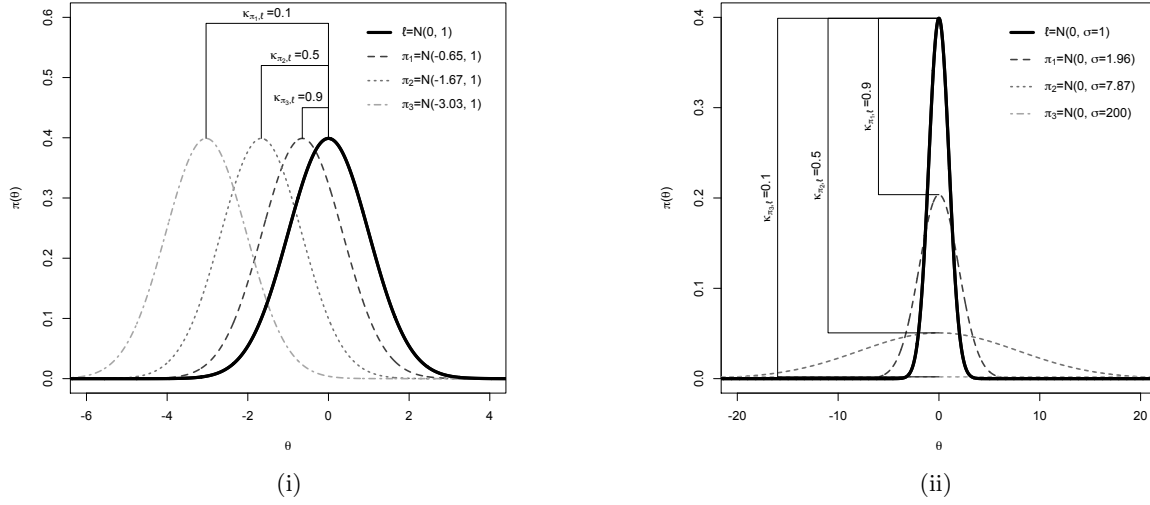 κπ₁,ℓ=0.1
κπ₂,ℓ=0.5
κπ₃,ℓ=0.9
ℓ=N(0, 1)
π₁=N(-0.65, 1)
π₂=N(-1.67, 1)
π₃=N(-3.03, 1)
π(θ)
0.6
0.5
0.4
0.3
0.2
0.1
0.0
-6 -4 -2 0 2 4
θ
(i)
κπ₃,ℓ=0.1
κπ₂,ℓ=0.5
κπ₁,ℓ=0.9
ℓ=N(0, σ=1)
π₁=N(0, σ=1.96)
π₂=N(0, σ=7.87)
π₃=N(0, σ=200)
π(θ)
0.4
0.3
0.2
0.1
0.0
-20 -10 0 10 20
θ
(ii)